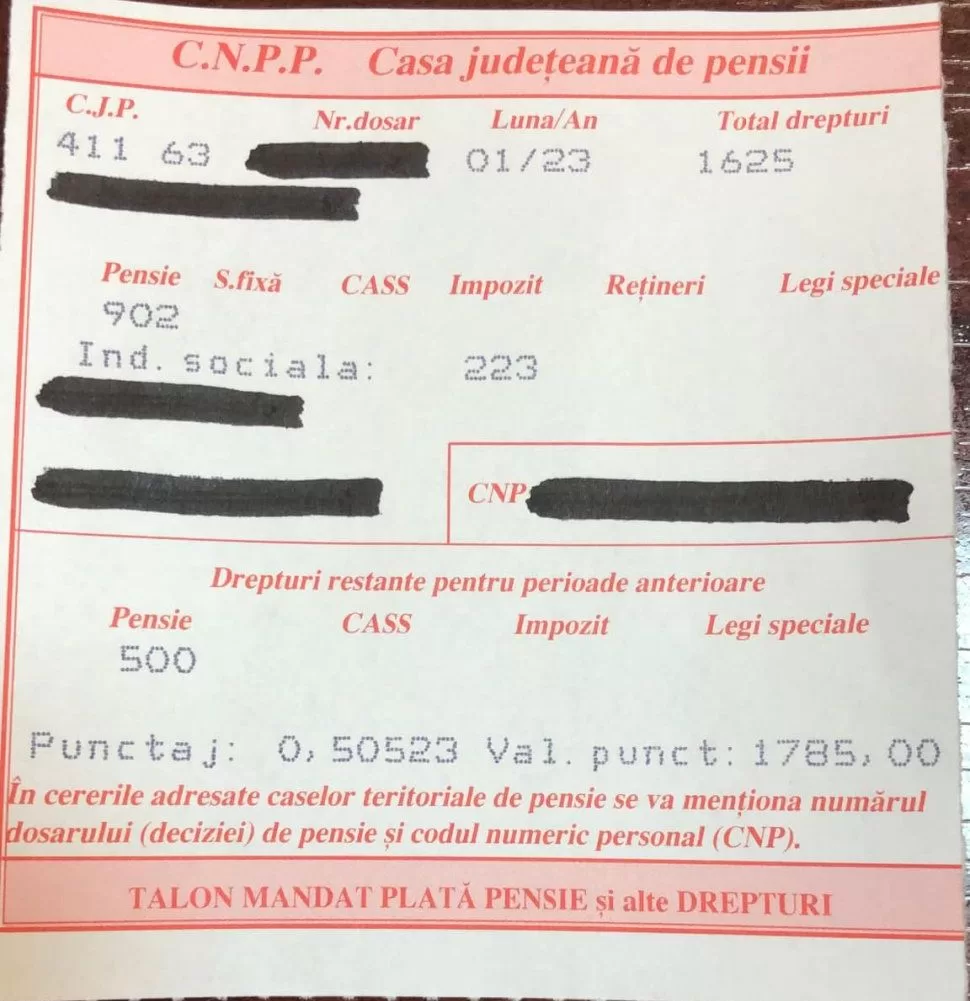 C.N.P.P. Casa județeană de pensii
C.J.P. Nr.dosar Luna/An Total drepturi
411 63 01/23 1625
Pensie S.fixă CASS Impozit Rețineri Legi speciale
902
Ind. sociala: 223
CNP
Drepturi restante pentru perioade anterioare
Pensie CASS Impozit Legi speciale
500
Punctaj: 0,50523 Val. punct: 1785,00
În cererile adresate caselor teritoriale de pensie se va menționa numărul
dosarului (deciziei) de pensie și codul numeric personal (CNP).
TALON MANDAT PLATĂ PENSIE și alte DREPTURI